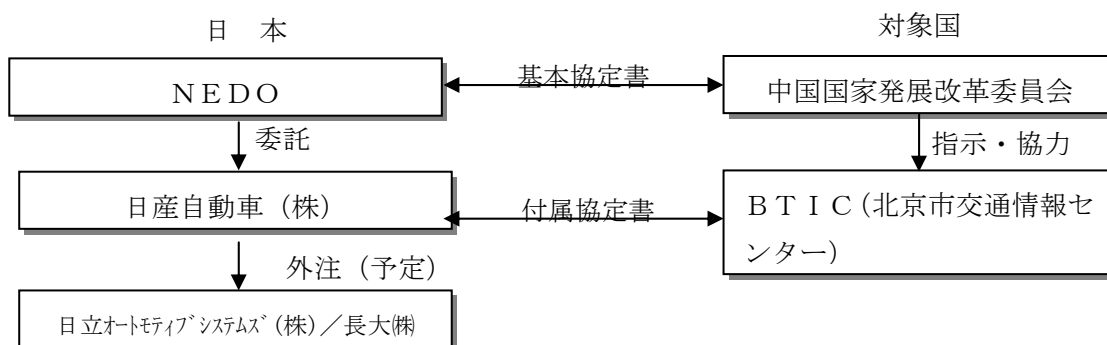 日　本
対象国
ＮＥＤＯ
基本協定書
中国国家発展改革委員会
委託
指示・協力
日産自動車（株）
付属協定書
ＢＴＩＣ（北京市交通情報セ
ンター）
外注（予定）
日立ｵｰﾄﾓﾃｨﾌﾞｼｽﾃﾑｽﾞ（株）／長大㈱